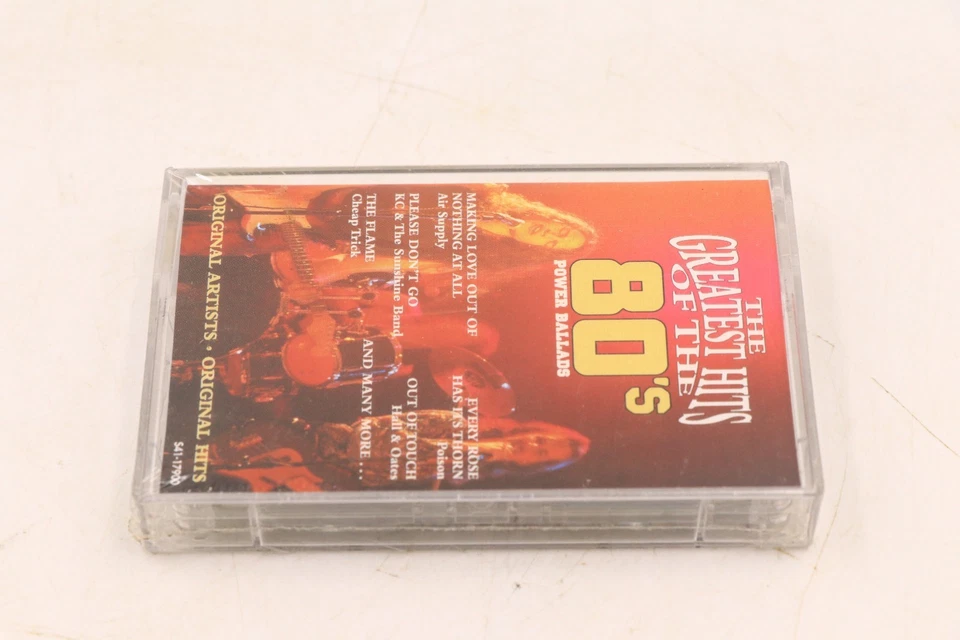 THE
GREATEST HITS
OF THE
80's
POWER BALLADS
MAKING LOVE OUT OF
NOTHING AT ALL
Air Supply
PLEASE DON'T GO
KC & The Sunshine Band
THE FLAME
Cheap Trick
EVERY ROSE
HAS ITS THORN
Poison
OUT OF TOUCH
Hall & Oates
AND MANY MORE . . .
ORIGINAL ARTISTS • ORIGINAL HITS
S41-17900